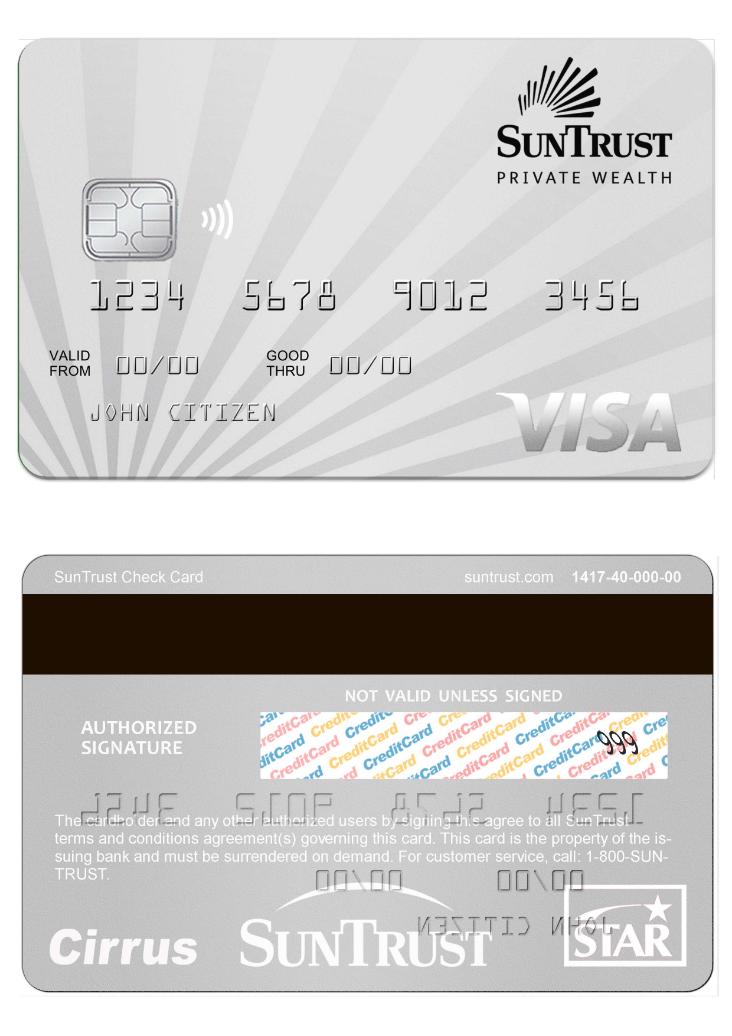 SUNTRUST
PRIVATE WEALTH
1234 5678 9012 3456
VALID FROM 00/00 GOOD THRU 00/00
JOHN CITIZEN
VISA
SunTrust Check Card suntrust.com 1417-40-000-00
NOT VALID UNLESS SIGNED
AUTHORIZED
SIGNATURE
CreditCard CreditCard CreditCard CreditCard
999
The cardholder and any other authorized users by signing this agree to all SunTrust
terms and conditions agreement(s) governing this card. This card is the property of the is-
suing bank and must be surrendered on demand. For customer service, call: 1-800-SUN-
TRUST.
Cirrus SUNTRUST STAR